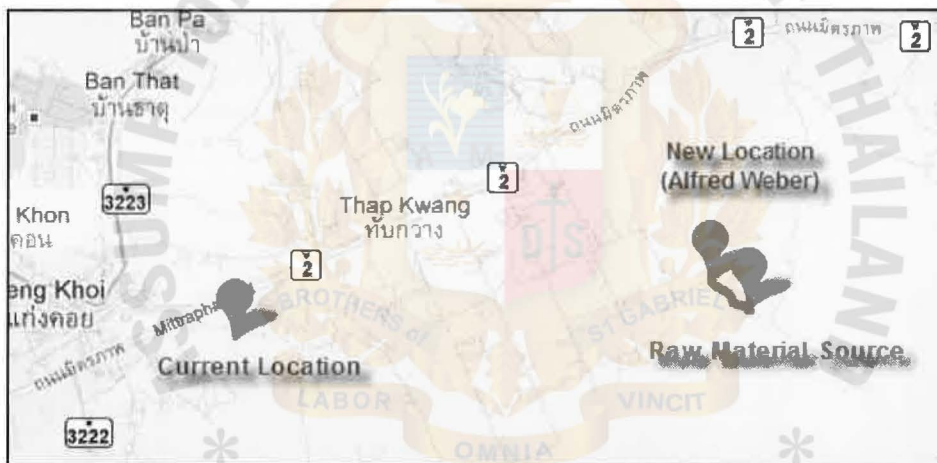 Ban Pa
บ้านป่า
2
ถนนมิตรภาพ
2
Ban That
บ้านธาตุ
ถนนมิตรภาพ
3223
2
New Location
(Alfred Weber)
Khon
คอน
Thap Kwang
ทับกวาง
2
eng Khoi
แก่งคอย
ถนนมิตรภาพ
Current Location
Raw Material Source
3222
SUMPTION
THAILAND
D S
BROTHERS of
ST GABRIEL
LABOR
VINCIT
OMNIA